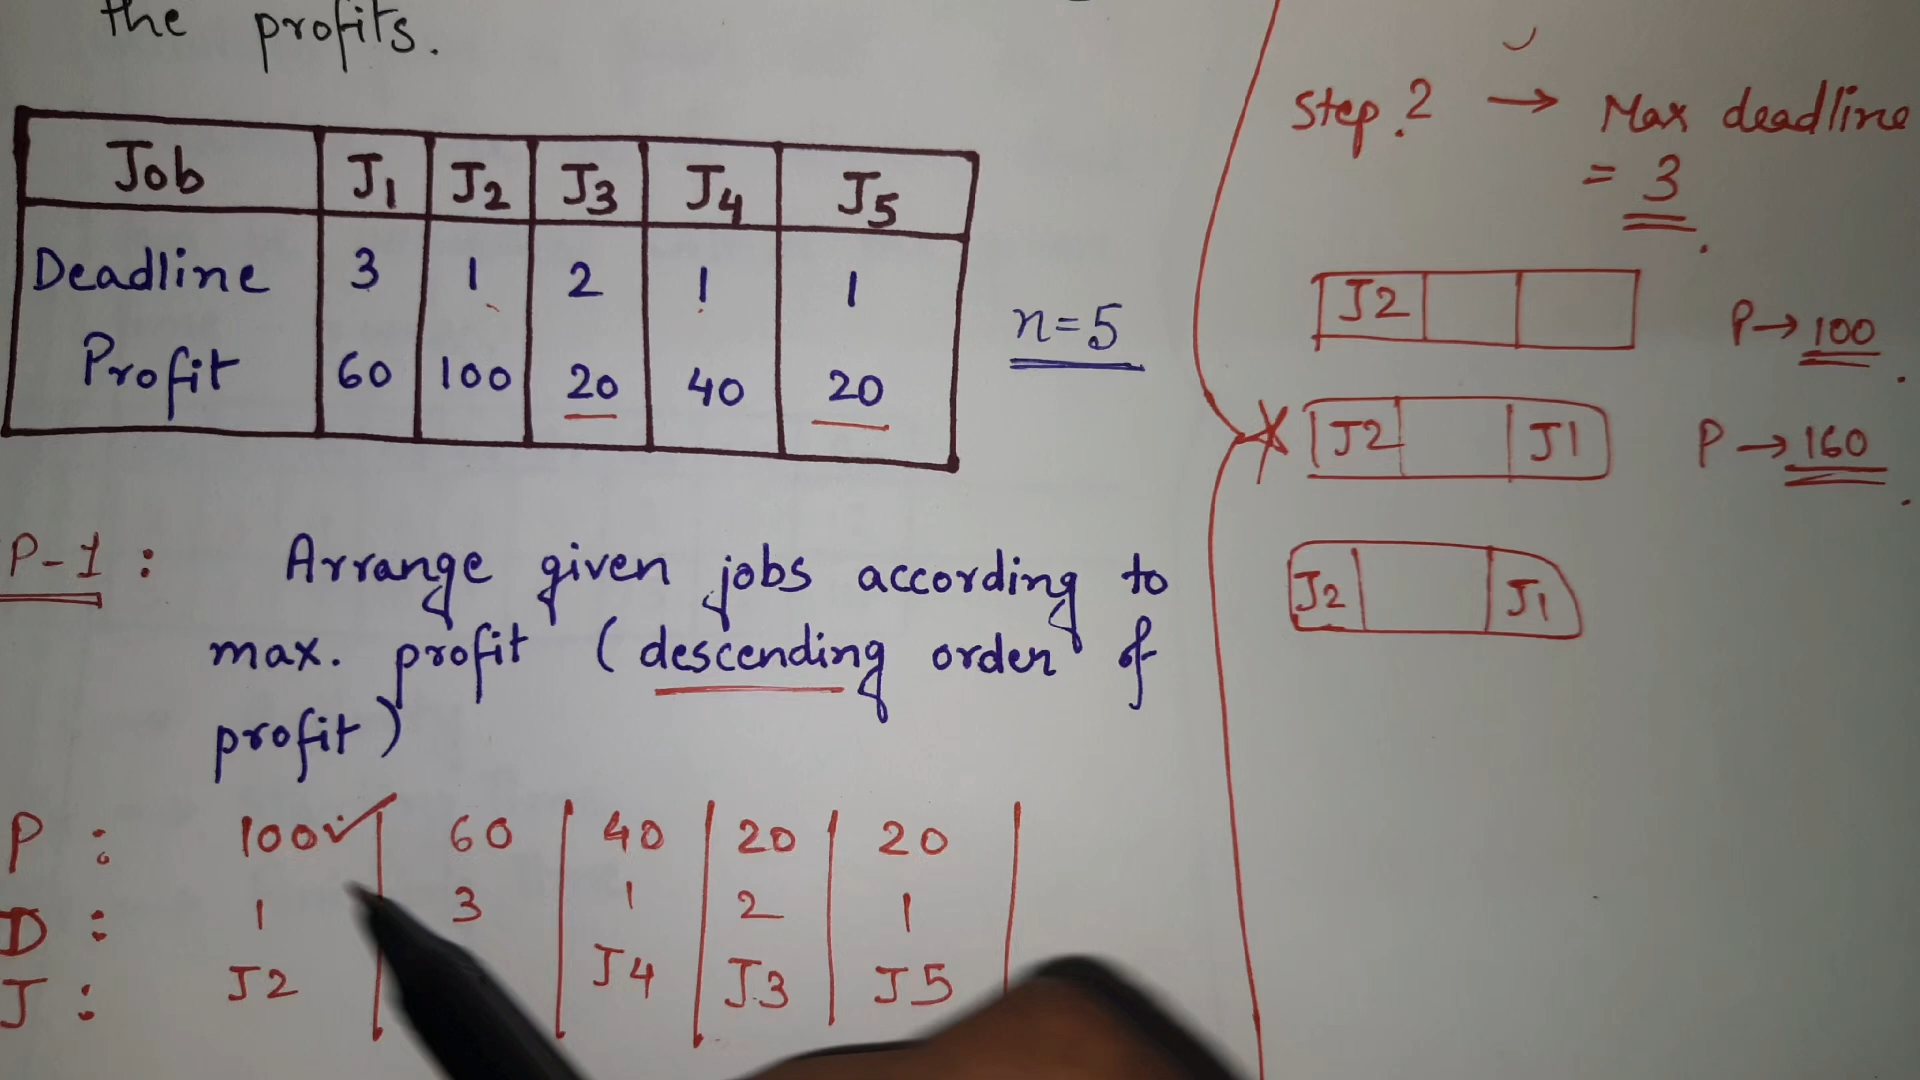 the profits.
Job J1 J2 J3 J4 J5
Deadline 3 1 2 1 1
Profit 60 100 20 40 20
n=5
P-1 : Arrange given jobs according to
max. profit (descending order of
profit)
P : 100✓ 60 40 20 20
D : 1 3 1 2 1
J : J2 J4 J3 J5
Step.2 → Max deadline
= 3
J2 P→100
J2 J1 P→160
J2 J1